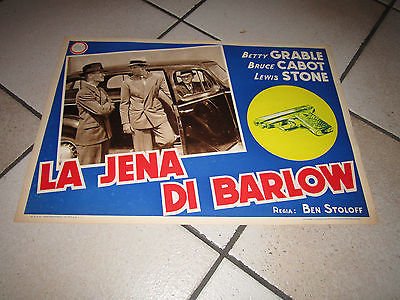 BETTY GRABLE
BRUCE CABOT
LEWIS STONE
LA JENA
DI BARLOW
REGIA: BEN STOLOFF